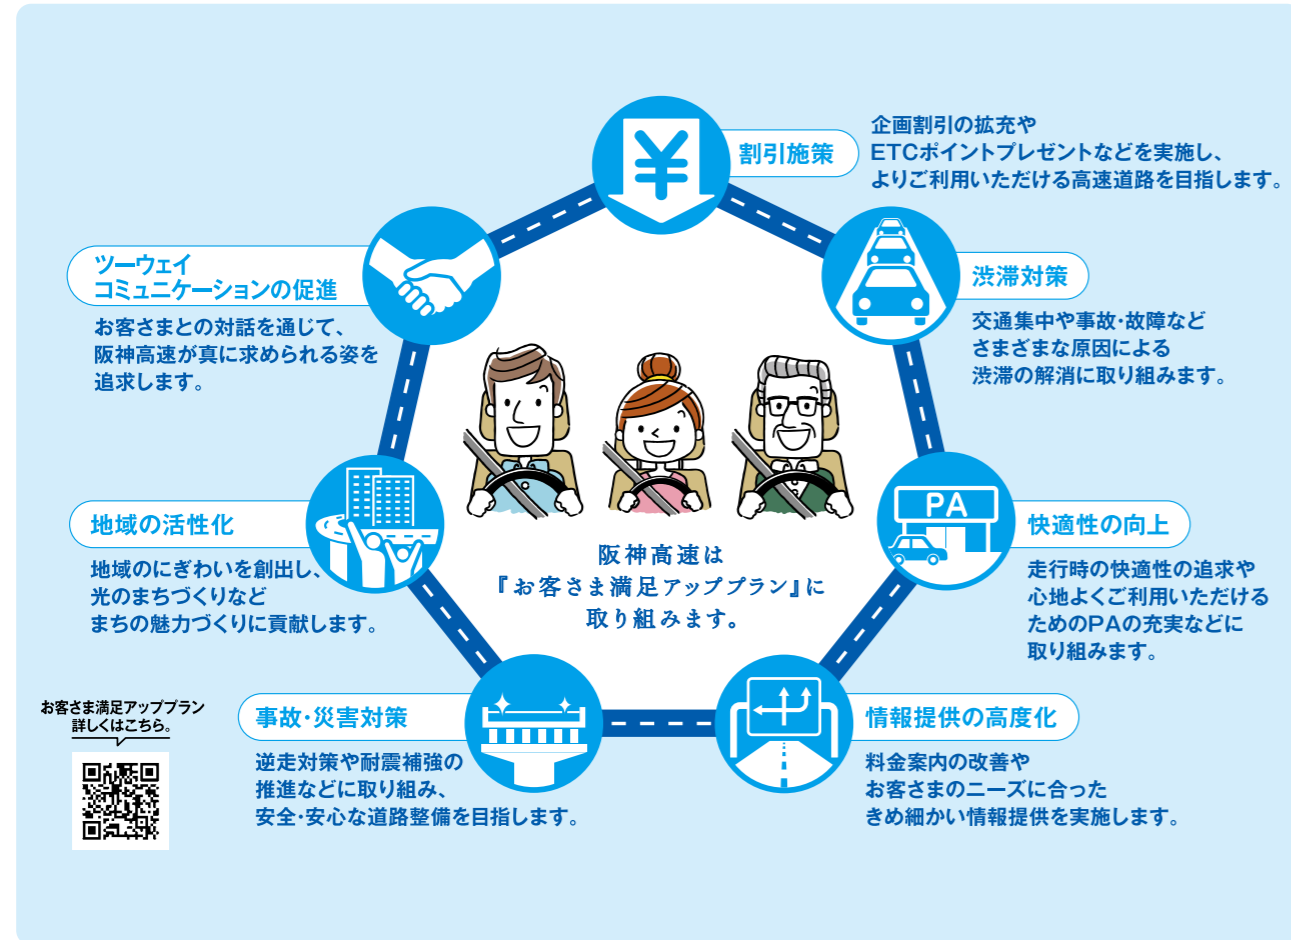 ¥
割引施策
企画割引の拡充や
ETCポイントプレゼントなどを実施し、
よりご利用いただける高速道路を目指します。
渋滞対策
交通集中や事故・故障など
さまざまな原因による
渋滞の解消に取り組みます。
PA
快適性の向上
走行時の快適性の追求や
心地よくご利用いただける
ためのPAの充実などに
取り組みます。
情報提供の高度化
料金案内の改善や
お客さまのニーズに合った
きめ細かい情報提供を実施します。
事故・災害対策
逆走対策や耐震補強の
推進などに取り組み、
安全・安心な道路整備を目指します。
地域の活性化
地域のにぎわいを創出し、
光のまちづくりなど
まちの魅力づくりに貢献します。
ツーウェイ
コミュニケーションの促進
お客さまとの対話を通じて、
阪神高速が真に求められる姿を
追求します。
阪神高速は
『お客さま満足アッププラン』に
取り組みます。
お客さま満足アッププラン
詳しくはこちら。